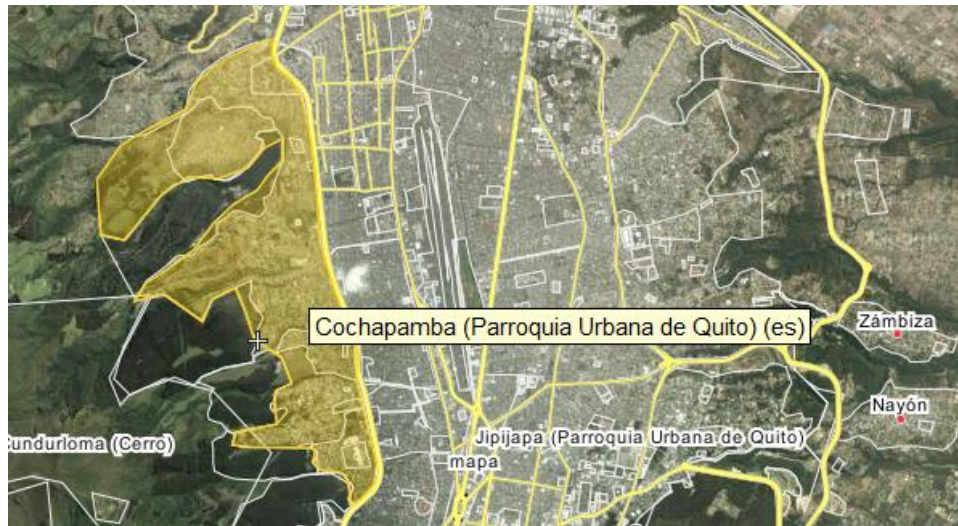 Cochapamba (Parroquia Urbana de Quito) (es)
Zámbiza
Nayón
Jipijapa (Parroquia Urbana de Quito)
Cundurloma (Cerro)
mapa